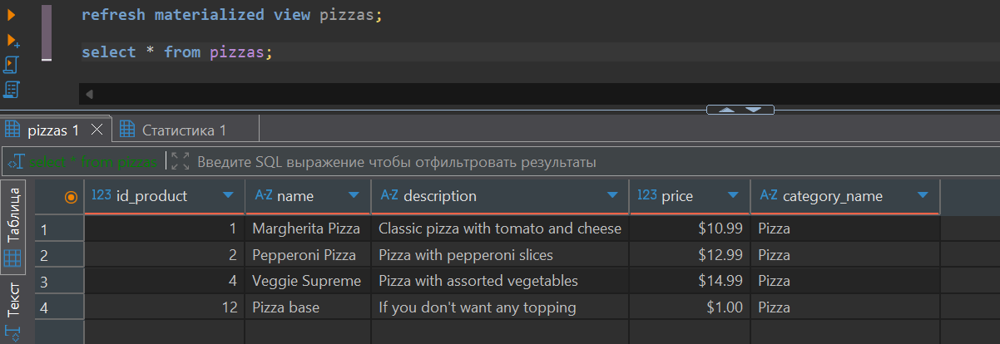 refresh materialized view pizzas;
select * from pizzas;
pizzas 1 Статистика 1
select * from pizzas Введите SQL выражение чтобы отфильтровать результаты
Таблица
Текст
123 id_product A-Z name A-Z description 123 price A-Z category_name
1 1 Margherita Pizza Classic pizza with tomato and cheese $10.99 Pizza
2 2 Pepperoni Pizza Pizza with pepperoni slices $12.99 Pizza
3 4 Veggie Supreme Pizza with assorted vegetables $14.99 Pizza
4 12 Pizza base If you don't want any topping $1.00 Pizza